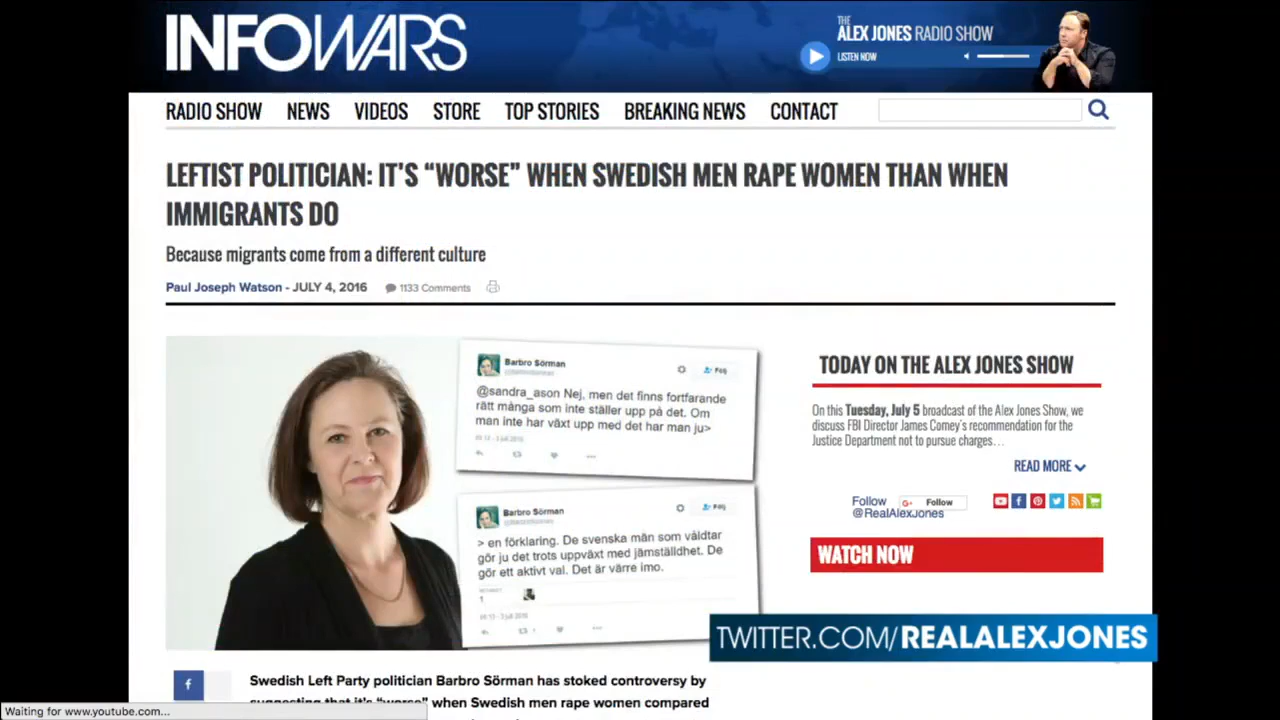 INFOWARS
THE
ALEX JONES RADIO SHOW
LISTEN NOW
RADIO SHOW NEWS VIDEOS STORE TOP STORIES BREAKING NEWS CONTACT
LEFTIST POLITICIAN: IT'S “WORSE” WHEN SWEDISH MEN RAPE WOMEN THAN WHEN
IMMIGRANTS DO
Because migrants come from a different culture
Paul Joseph Watson - JULY 4, 2016 1133 Comments
Barbro Sörman
Följ
@sandra_ason Nej, men det finns fortfarande
rätt många som inte ställer upp på det. Om
man inte har växt upp med det har man ju>
Barbro Sörman
Följ
> en förklaring. De svenska män som våldtar
gör ju det trots uppväxt med jämställdhet. De
gör ett aktivt val. Det är värre imo.
1
TODAY ON THE ALEX JONES SHOW
On this Tuesday, July 5 broadcast of the Alex Jones Show, we
discuss FBI Director James Comey's recommendation for the
Justice Department not to pursue charges…
READ MORE
Follow
@RealAlexJones
G+ Follow
WATCH NOW
TWITTER.COM/REALALEXJONES
f
Swedish Left Party politician Barbro Sörman has stoked controversy by
suggesting that it's “worse” when Swedish men rape women compared
Waiting for www.youtube.com...